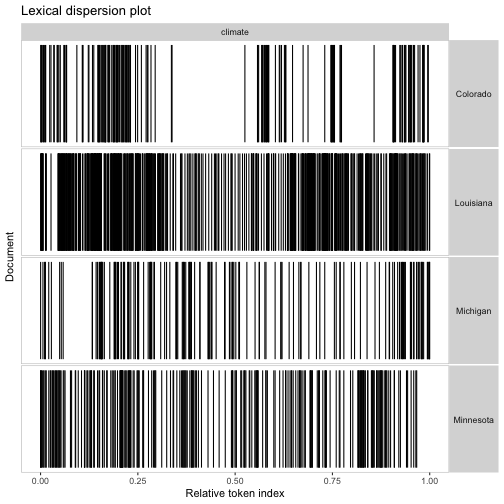 Lexical dispersion plot
climate
Colorado
Louisiana
Michigan
Minnesota
Document
0.00 0.25 0.50 0.75 1.00
Relative token index